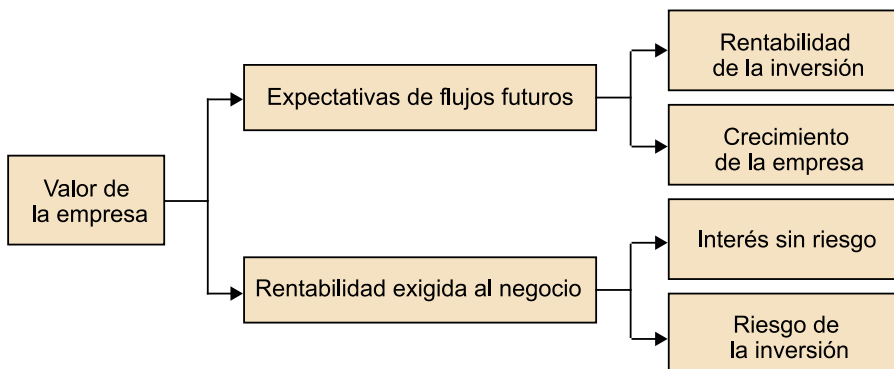 Valor de
la empresa
Expectativas de flujos futuros
Rentabilidad
de la inversión
Crecimiento
de la empresa
Rentabilidad exigida al negocio
Interés sin riesgo
Riesgo de
la inversión